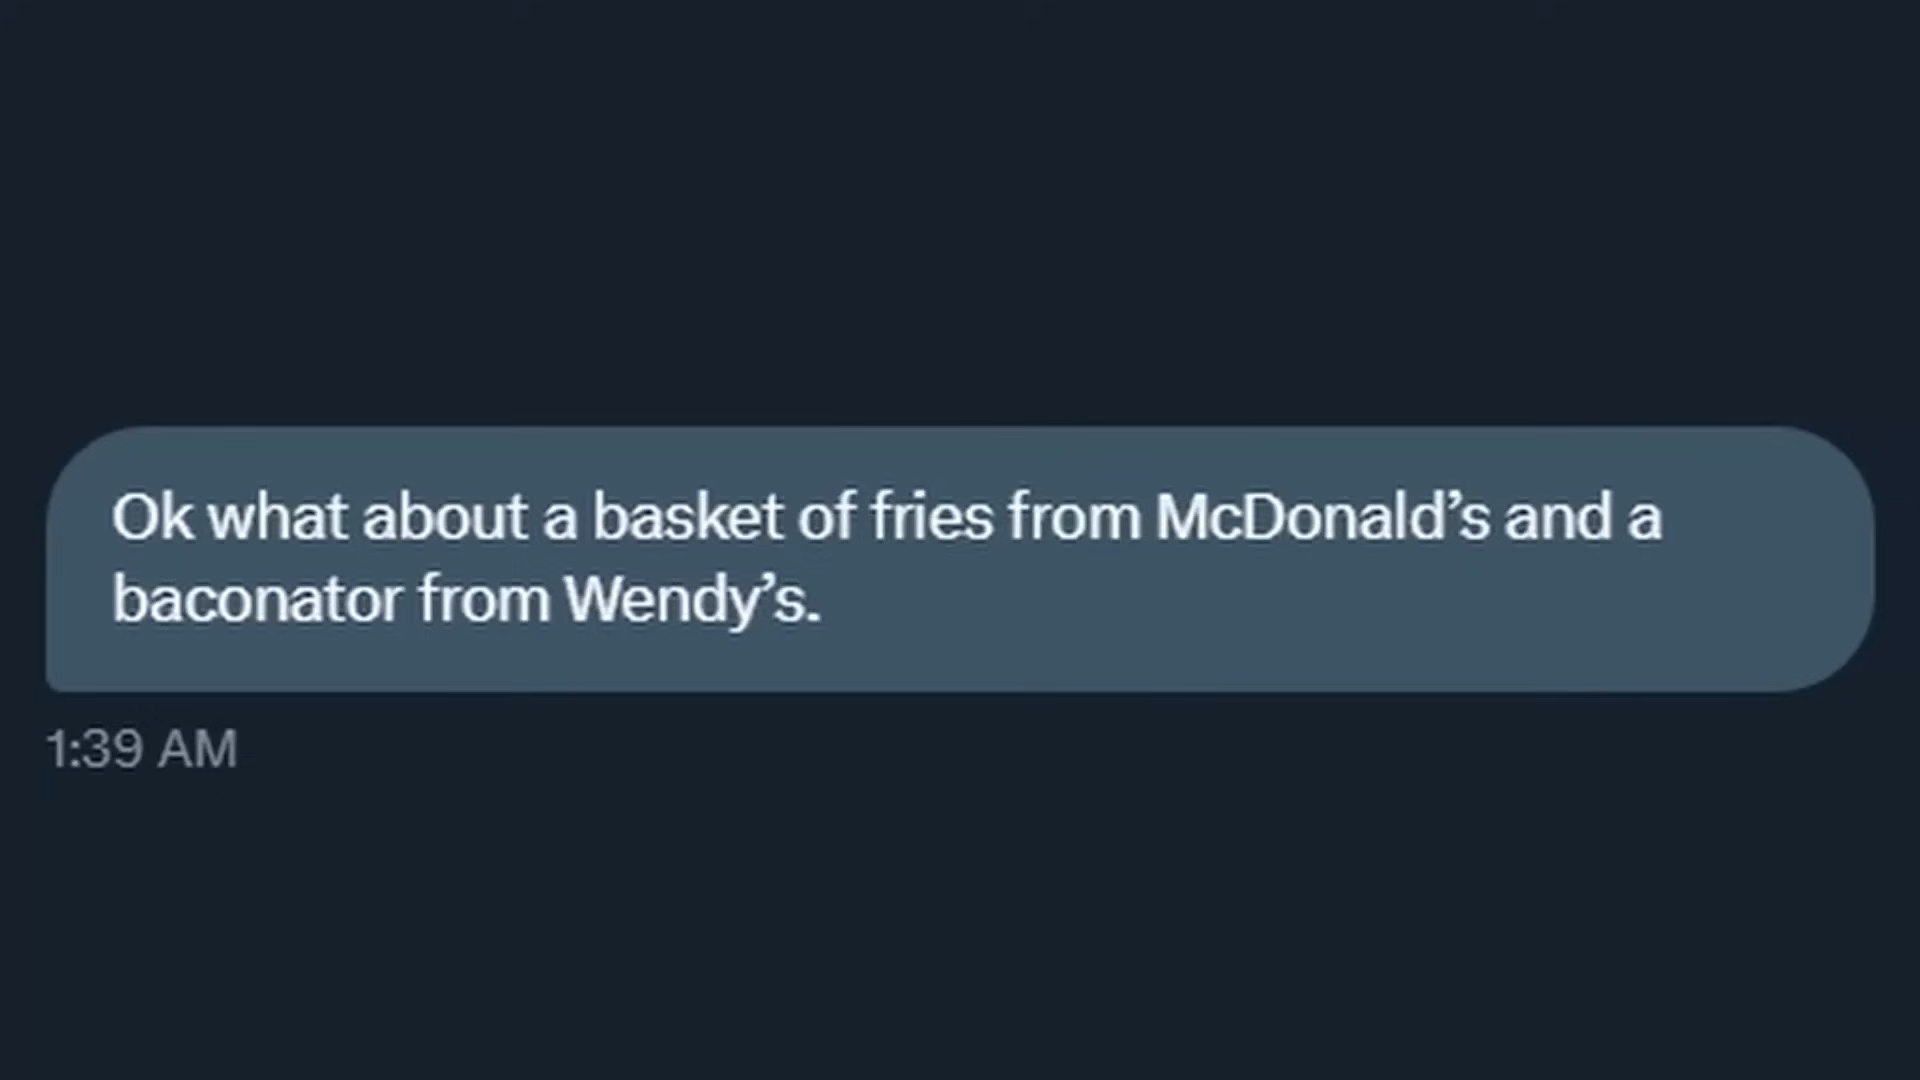 Ok what about a basket of fries from McDonald’s and a
baconator from Wendy’s.
1:39 AM